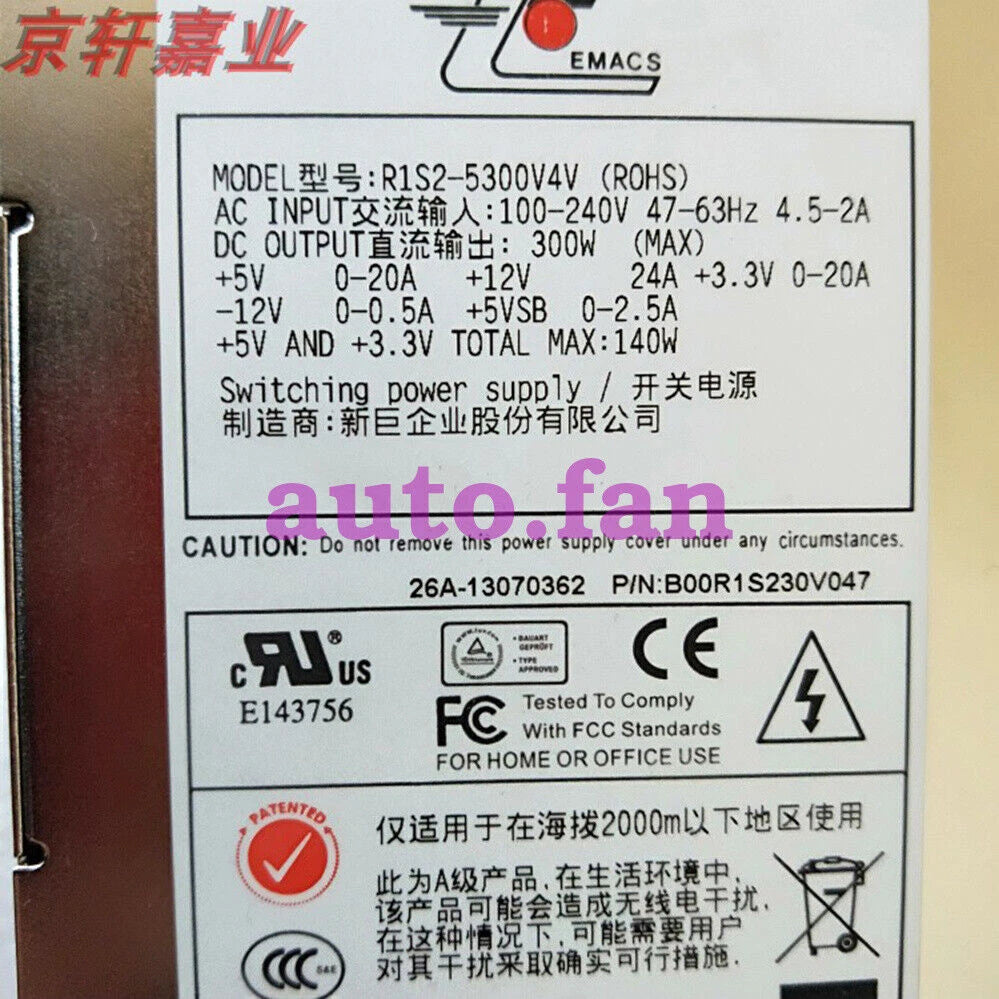 京轩嘉业
EMACS
MODEL型号:R1S2-5300V4V (ROHS)
AC INPUT交流输入:100-240V 47-63Hz 4.5-2A
DC OUTPUT直流输出: 300W (MAX)
+5V 0-20A +12V 24A +3.3V 0-20A
-12V 0-0.5A +5VSB 0-2.5A
+5V AND +3.3V TOTAL MAX:140W
Switching power supply / 开关电源
制造商:新巨企业股份有限公司
auto.fan
CAUTION: Do not remove this power supply cover under any circumstances.
26A-13070362 P/N:B00R1S230V047
c RU ® US
E143756
BAUART
GEPRÜFT
TYPE
APPROVED
CE
FC
Tested To Comply
With FCC Standards
FOR HOME OR OFFICE USE
PATENTED
仅适用于在海拔2000m以下地区使用
此为A级产品,在生活环境中,
该产品可能会造成无线电干扰.
在这种情况下,可能需要用户
对其干扰采取确实可行措施.
CCC S&E